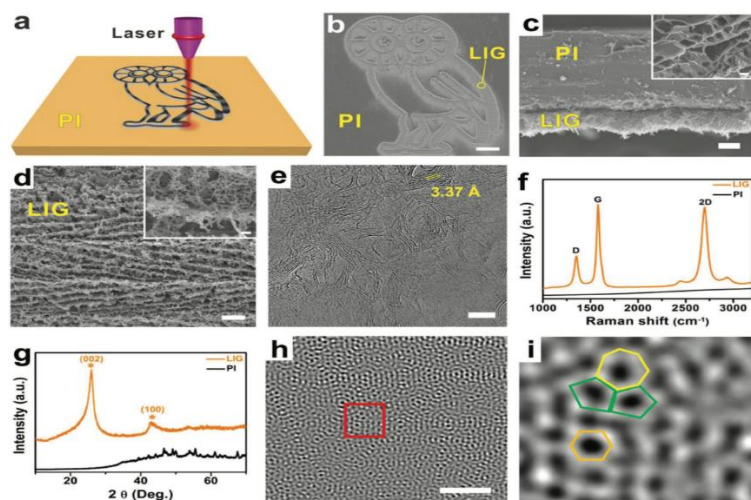 a
Laser
PI
b
LIG
PI
c
PI
LIG
d
LIG
e
3.37 Å
f
LIG
PI
D
G
2D
Intensity (a.u.)
1000 1500 2000 2500 3000
Raman shift (cm⁻¹)
g
(002)
LIG
PI
(100)
Intensity (a.u.)
20 40 60
2 θ (Deg.)
h
i